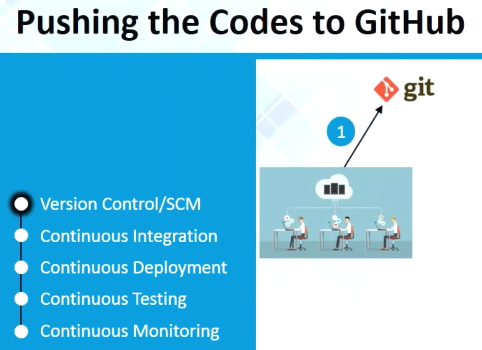 Pushing the Codes to GitHub
git
1
Version Control/SCM
Continuous Integration
Continuous Deployment
Continuous Testing
Continuous Monitoring